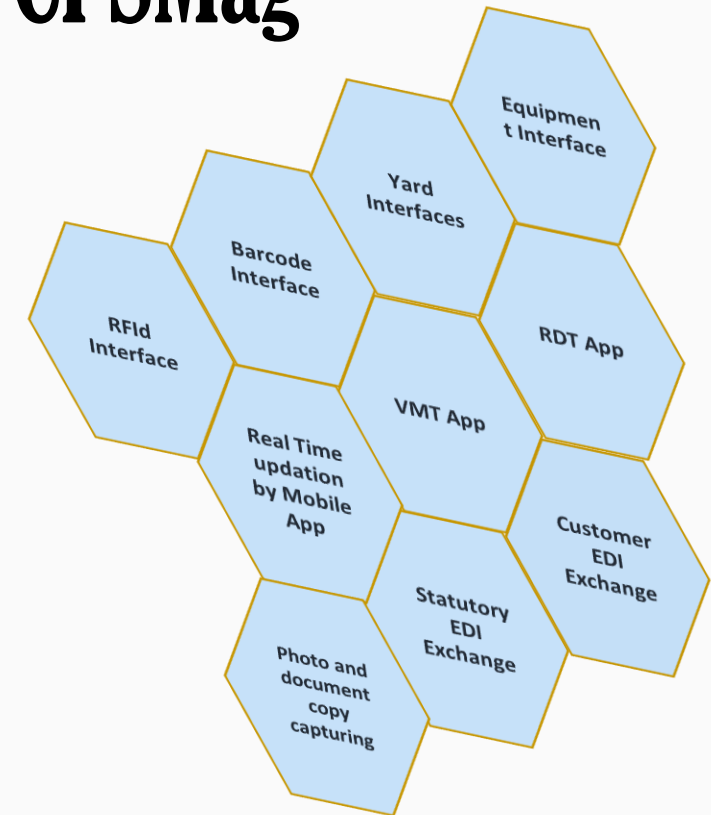 OPSMag
Equipmen
t Interface
Yard
Interfaces
Barcode
Interface
RFId
Interface
RDT App
VMT App
Real Time
updation
by Mobile
App
Customer
EDI
Exchange
Statutory
EDI
Exchange
Photo and
document
copy
capturing